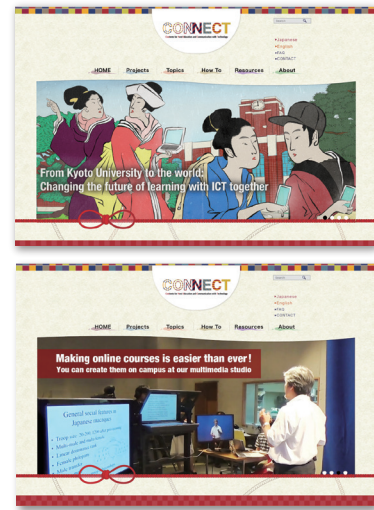 CONNECT
Search
Japanese
English
FAQ
CONTACT
HOME Projects Topics How To Resources About
From Kyoto University to the world:
Changing the future of learning with ICT together
CONNECT
Search
Japanese
English
FAQ
CONTACT
HOME Projects Topics How To Resources About
Making online courses is easier than ever!
You can create them on campus at our multimedia studio
General social features in
Japanese macaques